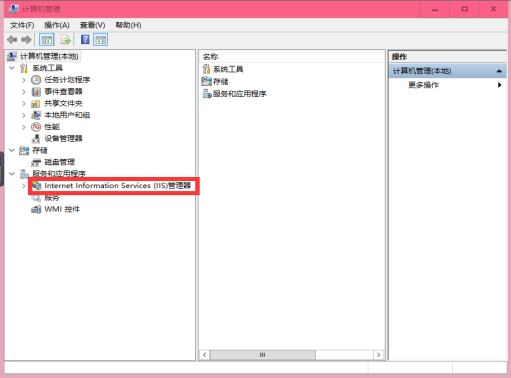 计算机管理
文件(F) 操作(A) 查看(V) 帮助(H)
计算机管理(本地)
系统工具
任务计划程序
事件查看器
共享文件夹
本地用户和组
性能
设备管理器
存储
磁盘管理
服务和应用程序
Internet Information Services (IIS)管理器
服务
WMI 控件
名称
系统工具
存储
服务和应用程序
操作
计算机管理(本地)
更多操作